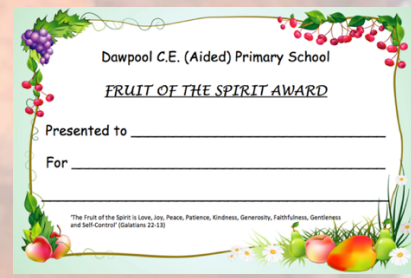 Dawpool C.E. (Aided) Primary School
FRUIT OF THE SPIRIT AWARD
Presented to
For
'The Fruit of the Spirit is Love, Joy, Peace, Patience, Kindness, Generosity, Faithfulness, Gentleness
and Self-Control' (Galatians 22-13)